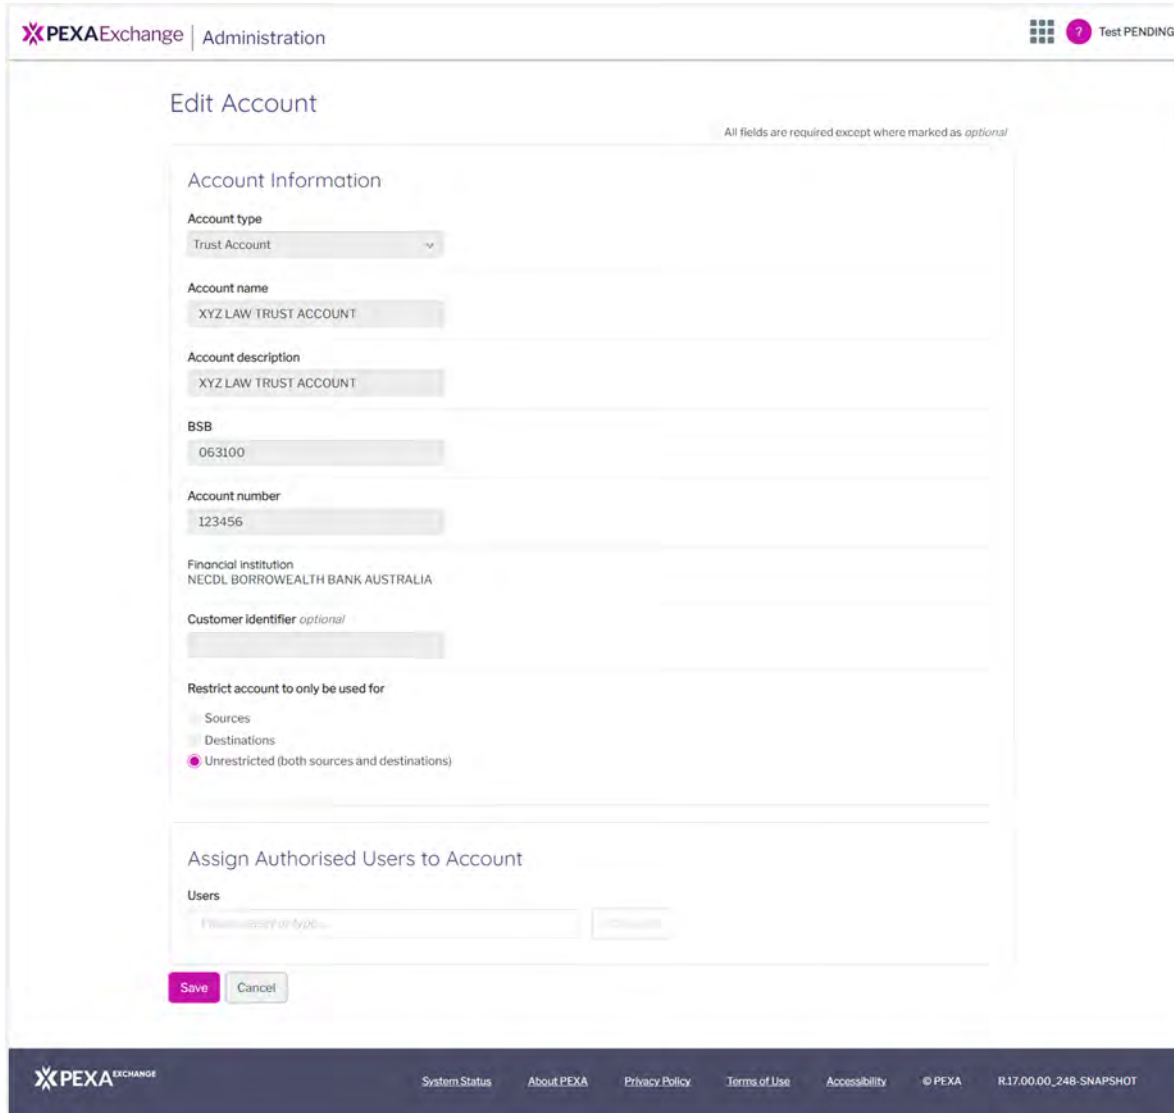 PEXAExchange | Administration
? Test PENDING
Edit Account
All fields are required except where marked as optional
Account Information
Account type
Trust Account
Account name
XYZ LAW TRUST ACCOUNT
Account description
XYZ LAW TRUST ACCOUNT
BSB
063100
Account number
123456
Financial institution
NECDL BORROWEALTH BANK AUSTRALIA
Customer identifier optional
Restrict account to only be used for
Sources
Destinations
Unrestricted (both sources and destinations)
Assign Authorised Users to Account
Users
Please select or type...
Save Cancel
PEXA EXCHANGE System Status About PEXA Privacy Policy Terms of Use Accessibility © PEXA R.17.00.00_248-SNAPSHOT